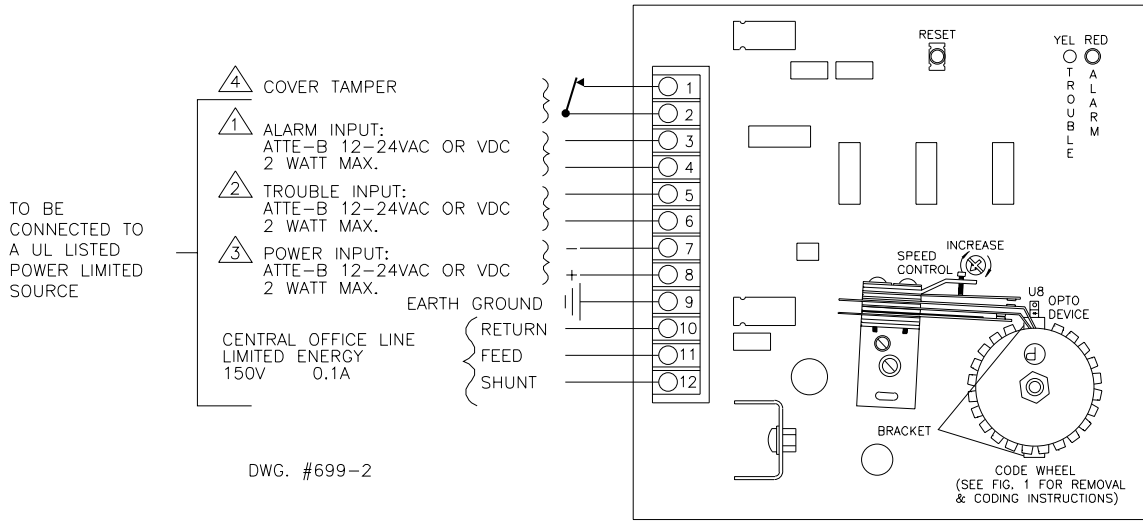 4 COVER TAMPER
1 ALARM INPUT:
ATTE-B 12-24VAC OR VDC
2 WATT MAX.
2 TROUBLE INPUT:
ATTE-B 12-24VAC OR VDC
2 WATT MAX.
3 POWER INPUT:
ATTE-B 12-24VAC OR VDC
2 WATT MAX.
TO BE
CONNECTED TO
A UL LISTED
POWER LIMITED
SOURCE
−
+
EARTH GROUND
CENTRAL OFFICE LINE
LIMITED ENERGY
150V 0.1A
RETURN
FEED
SHUNT
DWG. #699-2
1
2
3
4
5
6
7
8
9
10
11
12
RESET
YEL RED
TROUBLE
ALARM
SPEED
CONTROL
INCREASE
U8
OPTO
DEVICE
BRACKET
CODE WHEEL
(SEE FIG. 1 FOR REMOVAL
& CODING INSTRUCTIONS)